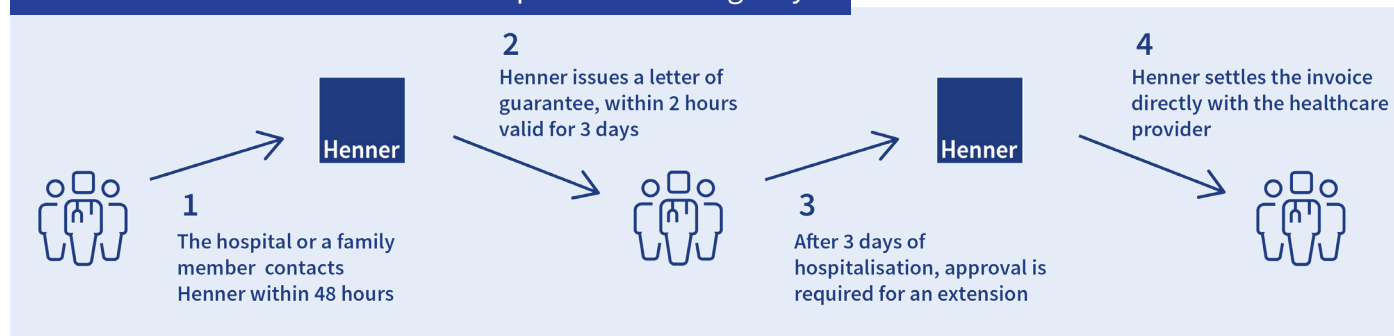 1
The hospital or a family
member contacts
Henner within 48 hours
Henner
2
Henner issues a letter of
guarantee, within 2 hours
valid for 3 days
3
After 3 days of
hospitalisation, approval is
required for an extension
Henner
4
Henner settles the invoice
directly with the healthcare
provider